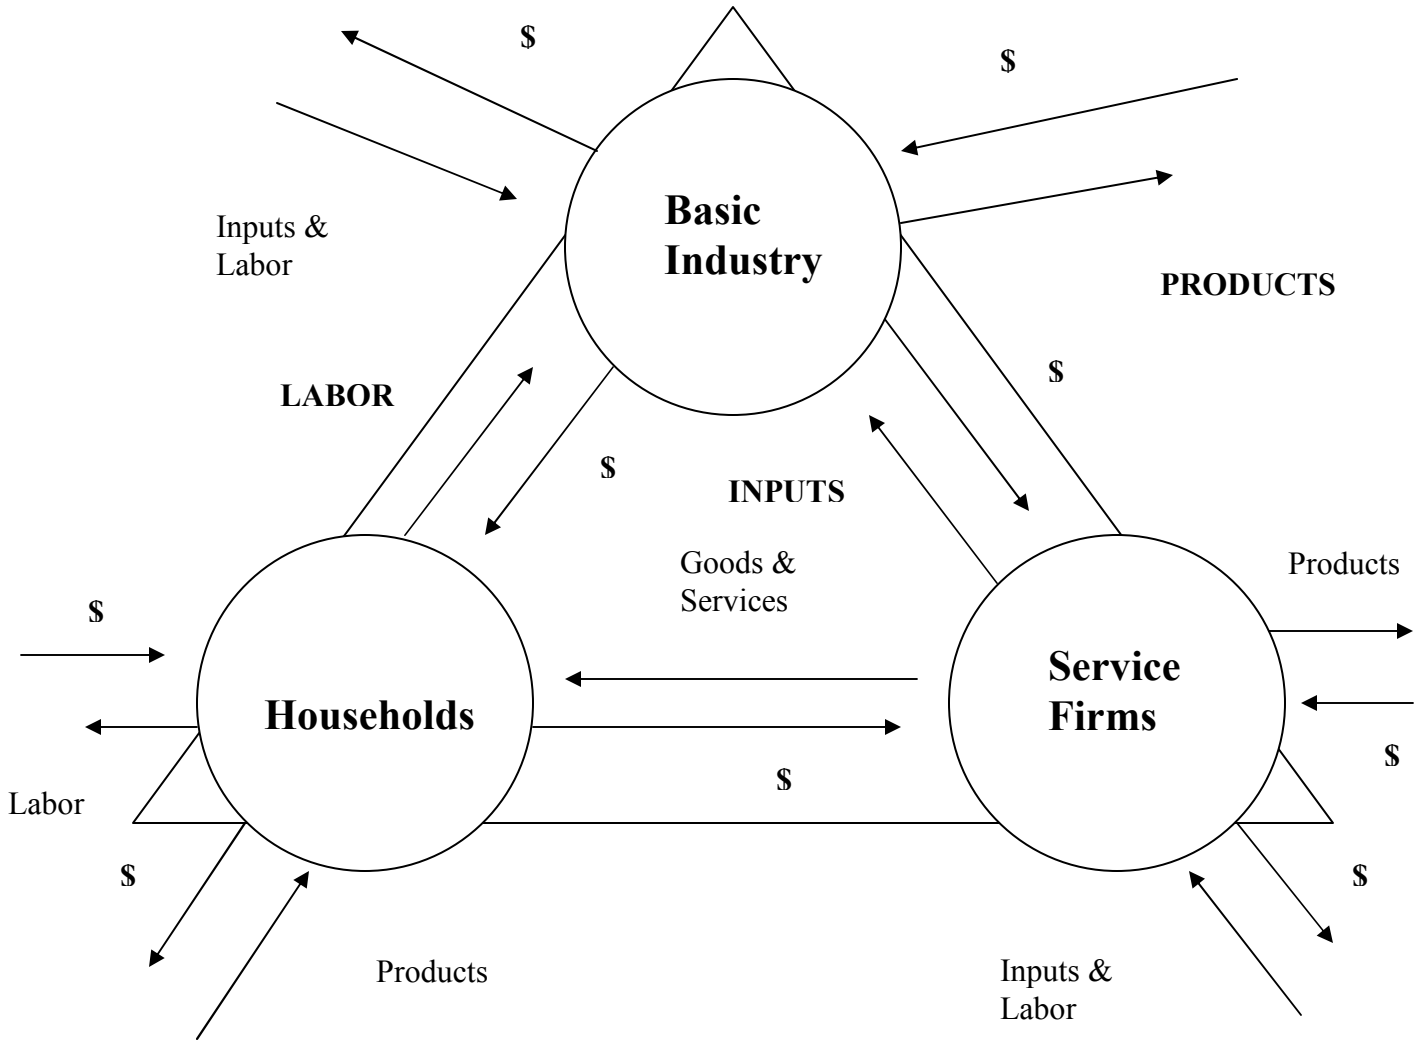 $
$
Basic
Industry
Inputs &
Labor
PRODUCTS
$
LABOR
$
INPUTS
Goods &
Services
Products
$
Service
Firms
Households
$
$
Labor
$
$
Products
Inputs &
Labor